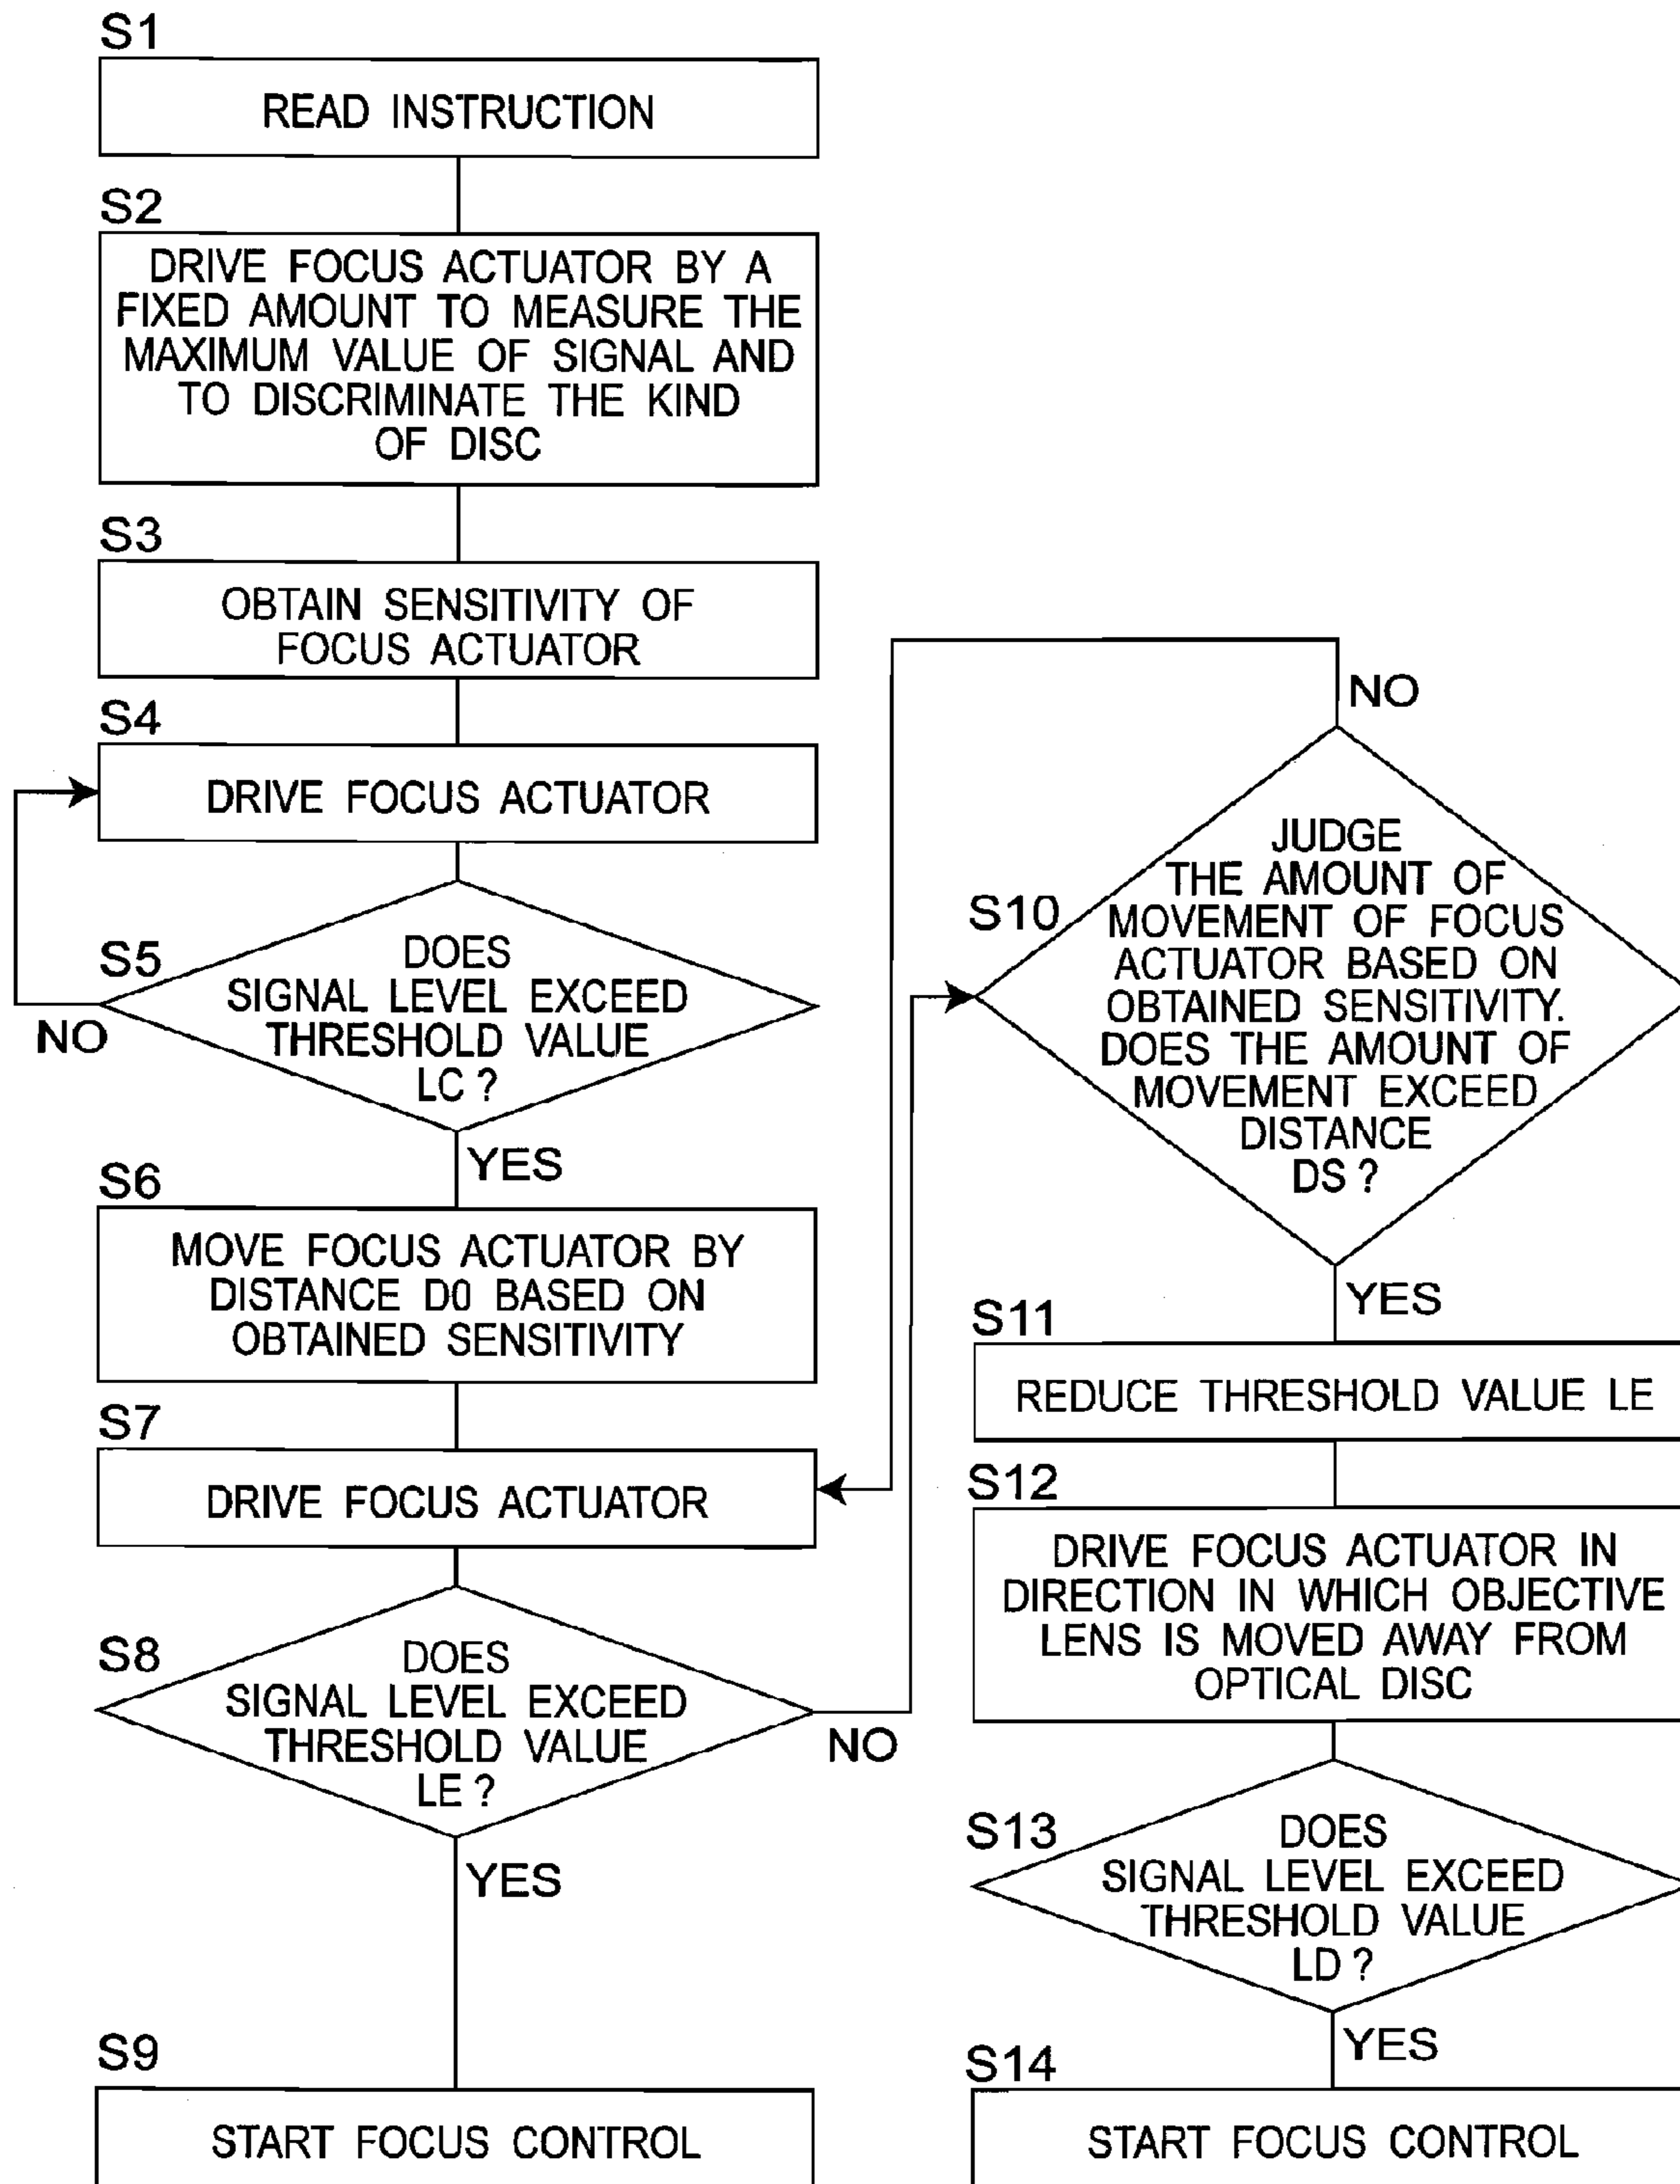 S1
READ INSTRUCTION
S2
DRIVE FOCUS ACTUATOR BY A
FIXED AMOUNT TO MEASURE THE
MAXIMUM VALUE OF SIGNAL AND
TO DISCRIMINATE THE KIND
OF DISC
S3
OBTAIN SENSITIVITY OF
FOCUS ACTUATOR
S4
DRIVE FOCUS ACTUATOR
S5
DOES
SIGNAL LEVEL EXCEED
THRESHOLD VALUE
LC ?
NO
YES
S6
MOVE FOCUS ACTUATOR BY
DISTANCE D0 BASED ON
OBTAINED SENSITIVITY
S7
DRIVE FOCUS ACTUATOR
S8
DOES
SIGNAL LEVEL EXCEED
THRESHOLD VALUE
LE ?
NO
YES
S9
START FOCUS CONTROL
NO
S10
JUDGE
THE AMOUNT OF
MOVEMENT OF FOCUS
ACTUATOR BASED ON
OBTAINED SENSITIVITY.
DOES THE AMOUNT OF
MOVEMENT EXCEED
DISTANCE
DS ?
YES
S11
REDUCE THRESHOLD VALUE LE
S12
DRIVE FOCUS ACTUATOR IN
DIRECTION IN WHICH OBJECTIVE
LENS IS MOVED AWAY FROM
OPTICAL DISC
S13
DOES
SIGNAL LEVEL EXCEED
THRESHOLD VALUE
LD ?
YES
S14
START FOCUS CONTROL